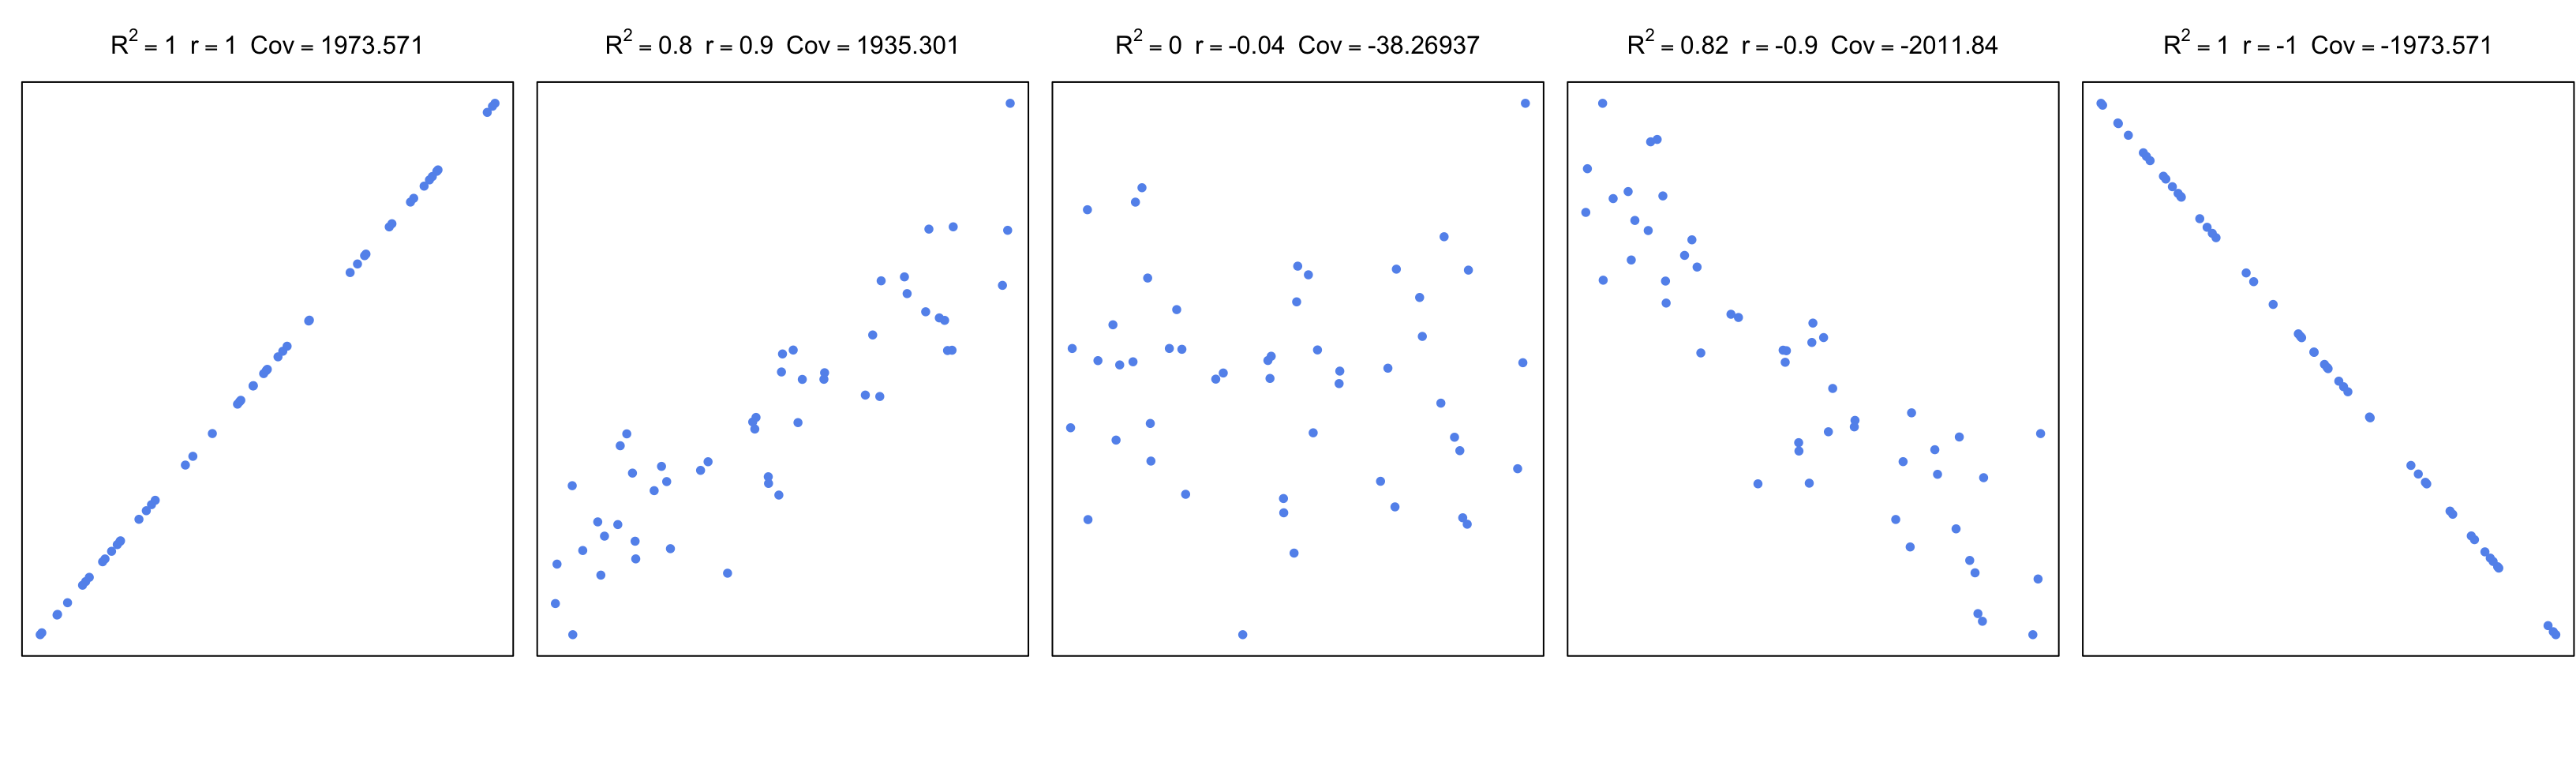 R² = 1 r = 1 Cov = 1973.571
R² = 0.8 r = 0.9 Cov = 1935.301
R² = 0 r = -0.04 Cov = -38.26937
R² = 0.82 r = -0.9 Cov = -2011.84
R² = 1 r = -1 Cov = -1973.571